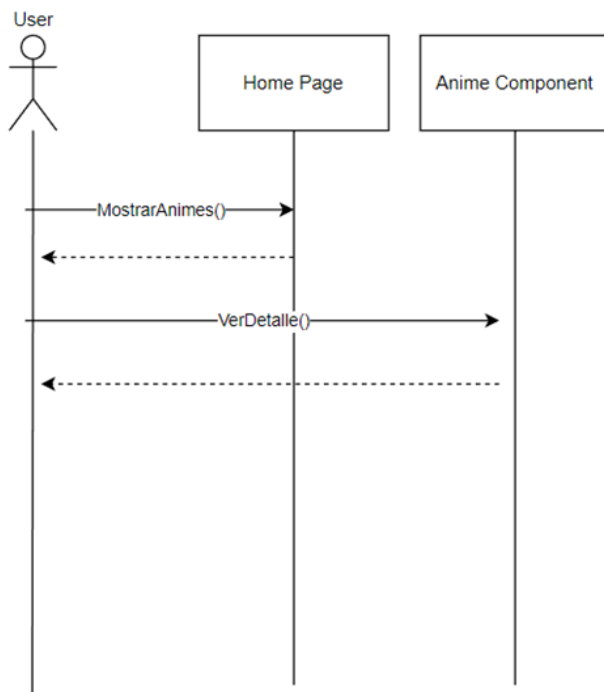 User
Home Page
Anime Component
MostrarAnimes()
VerDetalle()